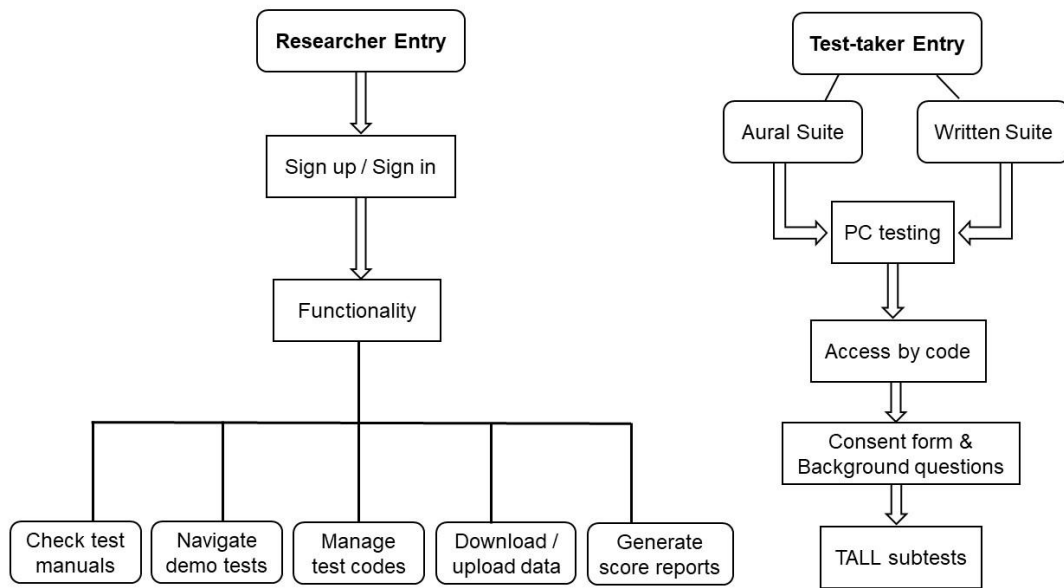 Researcher Entry
Sign up / Sign in
Functionality
Check test
manuals
Navigate
demo tests
Manage
test codes
Download /
upload data
Generate
score reports
Test-taker Entry
Aural Suite
Written Suite
PC testing
Access by code
Consent form &
Background questions
TALL subtests